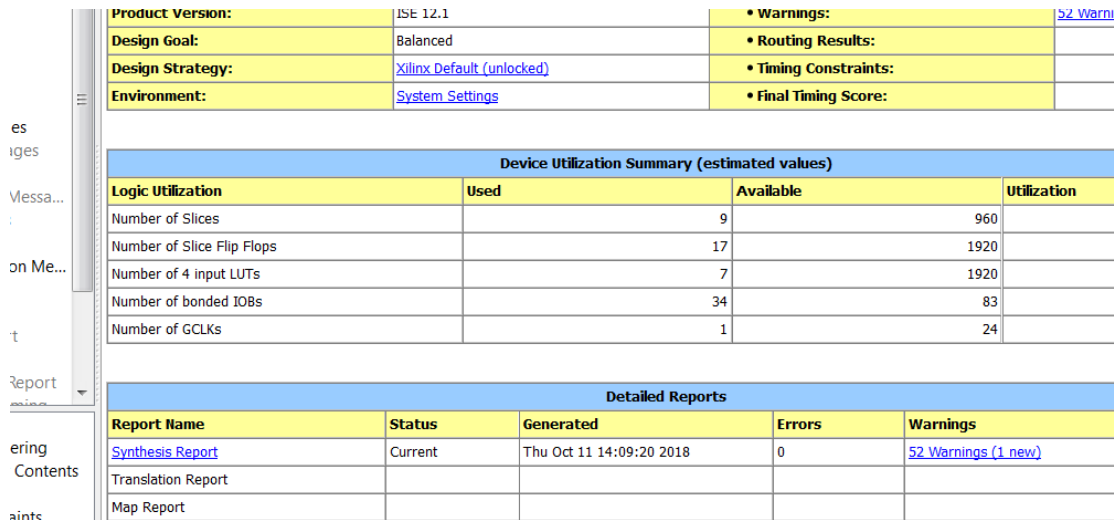 Product Version: ISE 12.1 • Warnings: 52 Warni
Design Goal: Balanced • Routing Results:
Design Strategy: Xilinx Default (unlocked) • Timing Constraints:
Environment: System Settings • Final Timing Score:
es
ages
Messa...
on Me...
rt
Report
ering
Contents
aints
Device Utilization Summary (estimated values)
Logic Utilization Used Available Utilization
Number of Slices 9 960
Number of Slice Flip Flops 17 1920
Number of 4 input LUTs 7 1920
Number of bonded IOBs 34 83
Number of GCLKs 1 24
Detailed Reports
Report Name Status Generated Errors Warnings
Synthesis Report Current Thu Oct 11 14:09:20 2018 0 52 Warnings (1 new)
Translation Report
Map Report